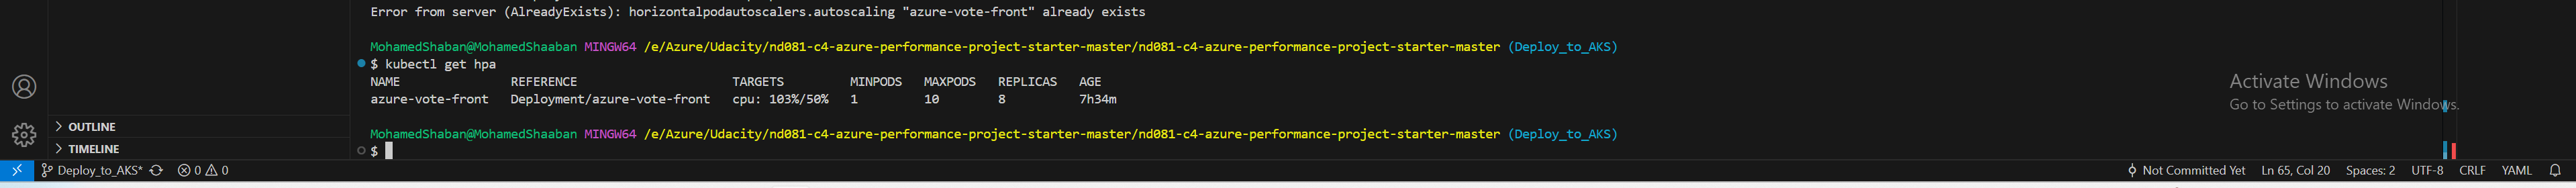 Error from server (AlreadyExists): horizontalpodautoscalers.autoscaling "azure-vote-front" already exists
MohamedShaban@MohamedShaaban MINGW64 /e/Azure/Udacity/nd081-c4-azure-performance-project-starter-master/nd081-c4-azure-performance-project-starter-master (Deploy_to_AKS)
$ kubectl get hpa
NAME REFERENCE TARGETS MINPODS MAXPODS REPLICAS AGE
azure-vote-front Deployment/azure-vote-front cpu: 103%/50% 1 10 8 7h34m
MohamedShaban@MohamedShaaban MINGW64 /e/Azure/Udacity/nd081-c4-azure-performance-project-starter-master/nd081-c4-azure-performance-project-starter-master (Deploy_to_AKS)
$
OUTLINE
TIMELINE
Activate Windows
Go to Settings to activate Windows.
Deploy_to_AKS* 0 0 Not Committed Yet Ln 65, Col 20 Spaces: 2 UTF-8 CRLF YAML